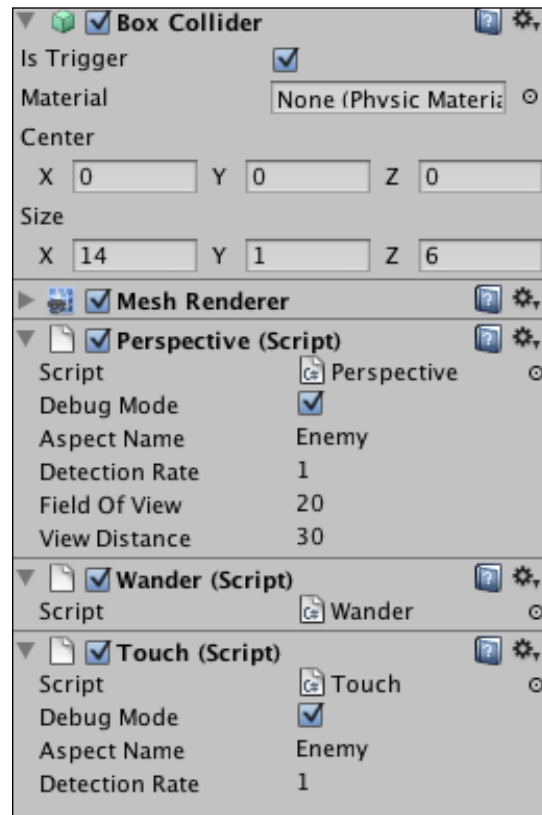 Box Collider
Is Trigger
Material None (Physic Materia
Center
X 0 Y 0 Z 0
Size
X 14 Y 1 Z 6
Mesh Renderer
Perspective (Script)
Script Perspective
Debug Mode
Aspect Name Enemy
Detection Rate 1
Field Of View 20
View Distance 30
Wander (Script)
Script Wander
Touch (Script)
Script Touch
Debug Mode
Aspect Name Enemy
Detection Rate 1